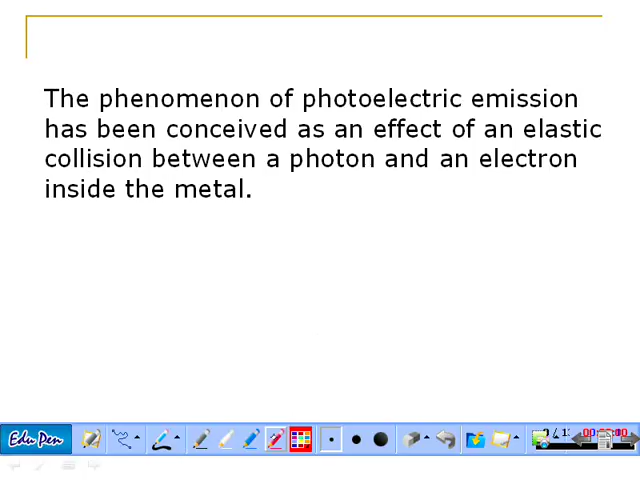 The phenomenon of photoelectric emission
has been conceived as an effect of an elastic
collision between a photon and an electron
inside the metal.
Edu Pen